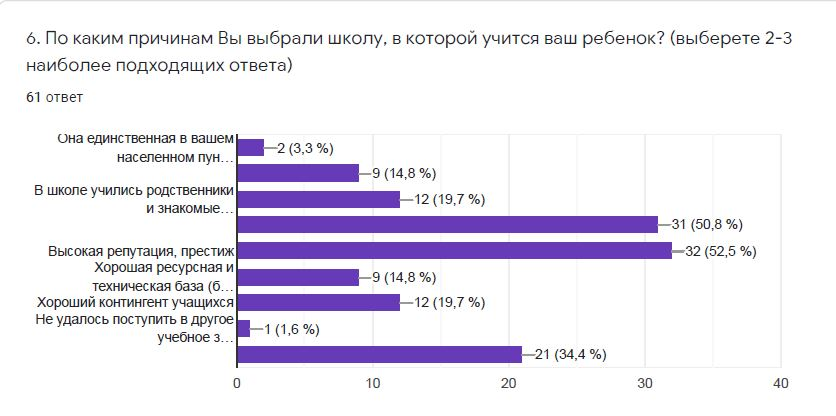 6. По каким причинам Вы выбрали школу, в которой учится ваш ребенок? (выберете 2-3
наиболее подходящих ответа)
61 ответ
Она единственная в вашем
населенном пун…
2 (3,3 %)
9 (14,8 %)
В школе учились родственники
и знакомые…
12 (19,7 %)
31 (50,8 %)
Высокая репутация, престиж
32 (52,5 %)
Хорошая ресурсная и
техническая база (б…
9 (14,8 %)
Хороший контингент учащихся
12 (19,7 %)
Не удалось поступить в другое
учебное з…
1 (1,6 %)
21 (34,4 %)
0 10 20 30 40